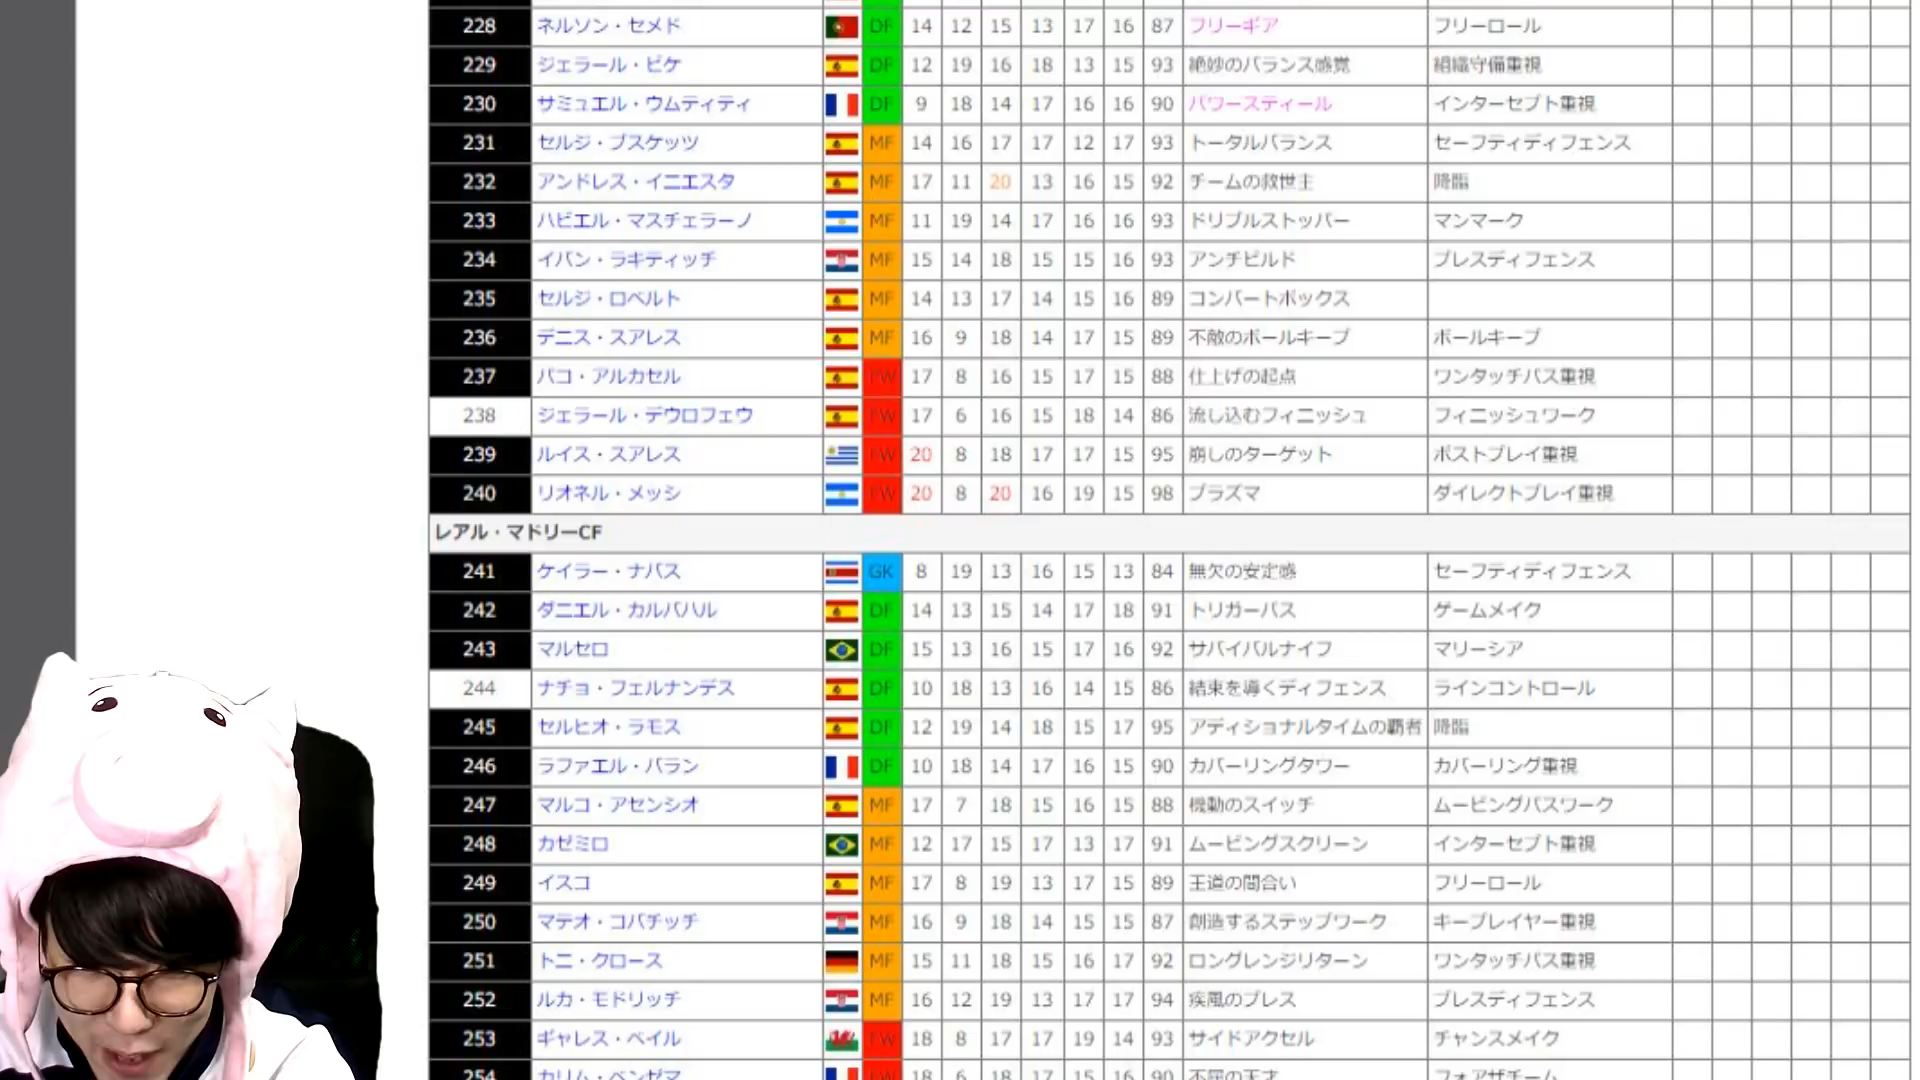 228 ネルソン・セメド DF 14 12 15 13 17 16 87 フリーギア フリーロール
229 ジェラール・ピケ DF 12 19 16 18 13 15 93 絶妙のバランス感覚 組織守備重視
230 サミュエル・ウムティティ DF 9 18 14 17 16 16 90 パワースティール インターセプト重視
231 セルジ・ブスケッツ MF 14 16 17 17 12 17 93 トータルバランス セーフティディフェンス
232 アンドレス・イニエスタ MF 17 11 20 13 16 15 92 チームの救世主 降臨
233 ハビエル・マスチェラーノ MF 11 19 14 17 16 16 93 ドリブルストッパー マンマーク
234 イバン・ラキティッチ MF 15 14 18 15 15 16 93 アンチビルド プレスディフェンス
235 セルジ・ロベルト MF 14 13 17 14 15 16 89 コンバートボックス
236 デニス・スアレス MF 16 9 18 14 17 15 89 不敵のボールキープ ボールキープ
237 パコ・アルカセル FW 17 8 16 15 17 15 88 仕上げの起点 ワンタッチパス重視
238 ジェラール・デウロフェウ FW 17 6 16 15 18 14 86 流し込むフィニッシュ フィニッシュワーク
239 ルイス・スアレス FW 20 8 18 17 17 15 95 崩しのターゲット ポストプレイ重視
240 リオネル・メッシ FW 20 8 20 16 19 15 98 プラズマ ダイレクトプレイ重視
レアル・マドリーCF
241 ケイラー・ナバス GK 8 19 13 16 15 13 84 無欠の安定感 セーフティディフェンス
242 ダニエル・カルバハル DF 14 13 15 14 17 18 91 トリガーパス ゲームメイク
243 マルセロ DF 15 13 16 15 17 16 92 サバイバルナイフ マリーシア
244 ナチョ・フェルナンデス DF 10 18 13 16 14 15 86 結束を導くディフェンス ラインコントロール
245 セルヒオ・ラモス DF 12 19 14 18 15 17 95 アディショナルタイムの覇者 降臨
246 ラファエル・バラン DF 10 18 14 17 16 15 90 カバーリングタワー カバーリング重視
247 マルコ・アセンシオ MF 17 7 18 15 16 15 88 機動のスイッチ ムービングパスワーク
248 カゼミロ MF 12 17 15 17 13 17 91 ムービングスクリーン インターセプト重視
249 イスコ MF 17 8 19 13 17 15 89 王道の間合い フリーロール
250 マテオ・コバチッチ MF 16 9 18 14 15 15 87 創造するステップワーク キープレイヤー重視
251 トニ・クロース MF 15 11 18 15 16 17 92 ロングレンジリターン ワンタッチパス重視
252 ルカ・モドリッチ MF 16 12 19 13 17 17 94 疾風のプレス プレスディフェンス
253 ギャレス・ベイル FW 18 8 17 17 19 14 93 サイドアクセル チャンスメイク
254 カリム・ベンゼマ FW 18 6 18 17 15 16 90 不屈の天才 フォアザチーム